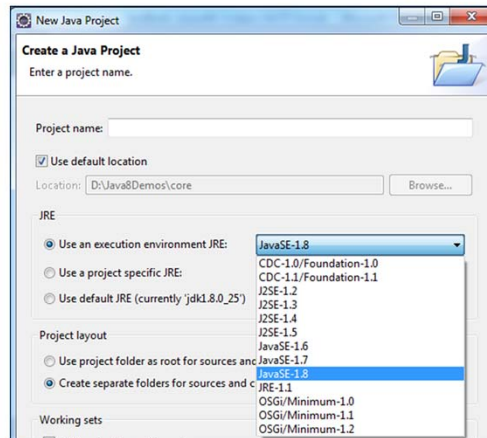 New Java Project
Create a Java Project
Enter a project name.
Project name:
Use default location
Location: D:\Java8Demos\core Browse...
JRE
Use an execution environment JRE: JavaSE-1.8
CDC-1.0/Foundation-1.0
CDC-1.1/Foundation-1.1
Use a project specific JRE: J2SE-1.2
J2SE-1.3
Use default JRE (currently 'jdk1.8.0_25') J2SE-1.4
J2SE-1.5
Project layout JavaSE-1.6
Use project folder as root for sources and JavaSE-1.7
JavaSE-1.8
Create separate folders for sources and c JRE-1.1
OSGi/Minimum-1.0
OSGi/Minimum-1.1
Working sets OSGi/Minimum-1.2